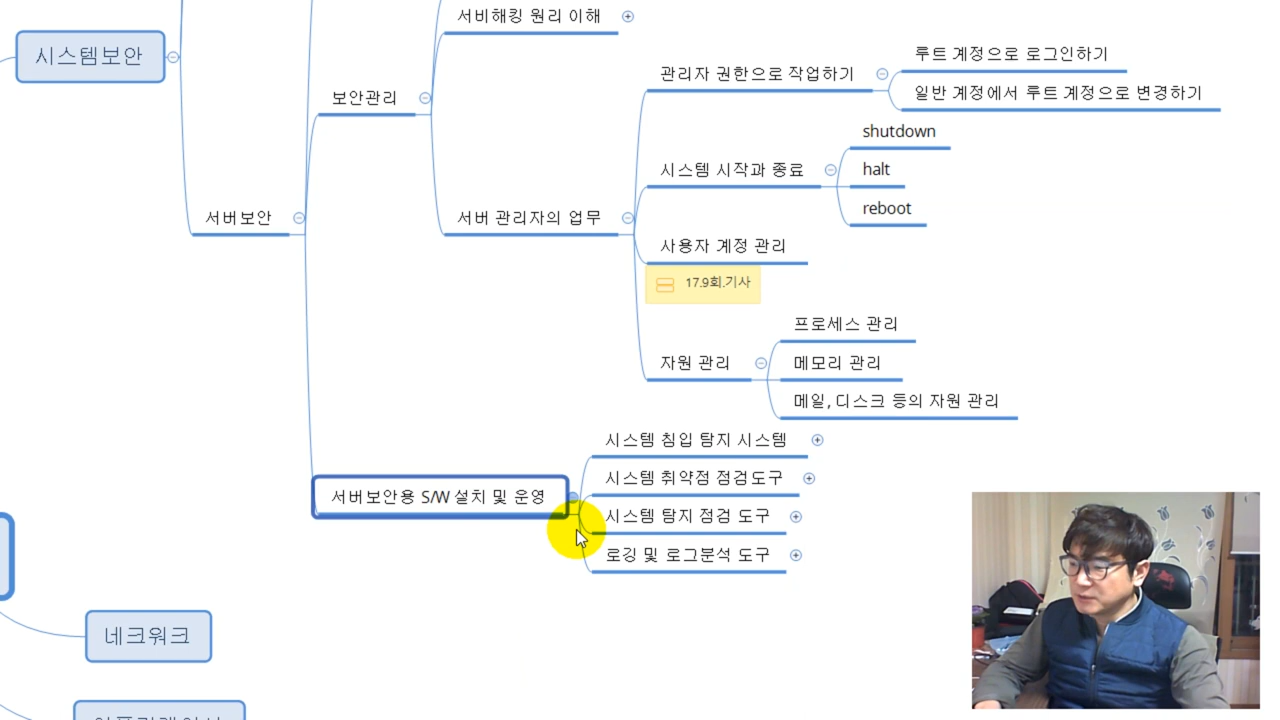 서비해킹 원리 이해
시스템보안
관리자 권한으로 작업하기
루트 계정으로 로그인하기
일반 계정에서 루트 계정으로 변경하기
보안관리
shutdown
시스템 시작과 종료
halt
reboot
서버보안
서버 관리자의 업무
사용자 계정 관리
17.9회.기사
프로세스 관리
자원 관리
메모리 관리
메일, 디스크 등의 자원 관리
시스템 침입 탐지 시스템
시스템 취약점 점검도구
서버보안용 S/W 설치 및 운영
시스템 탐지 점검 도구
로깅 및 로그분석 도구
네크워크